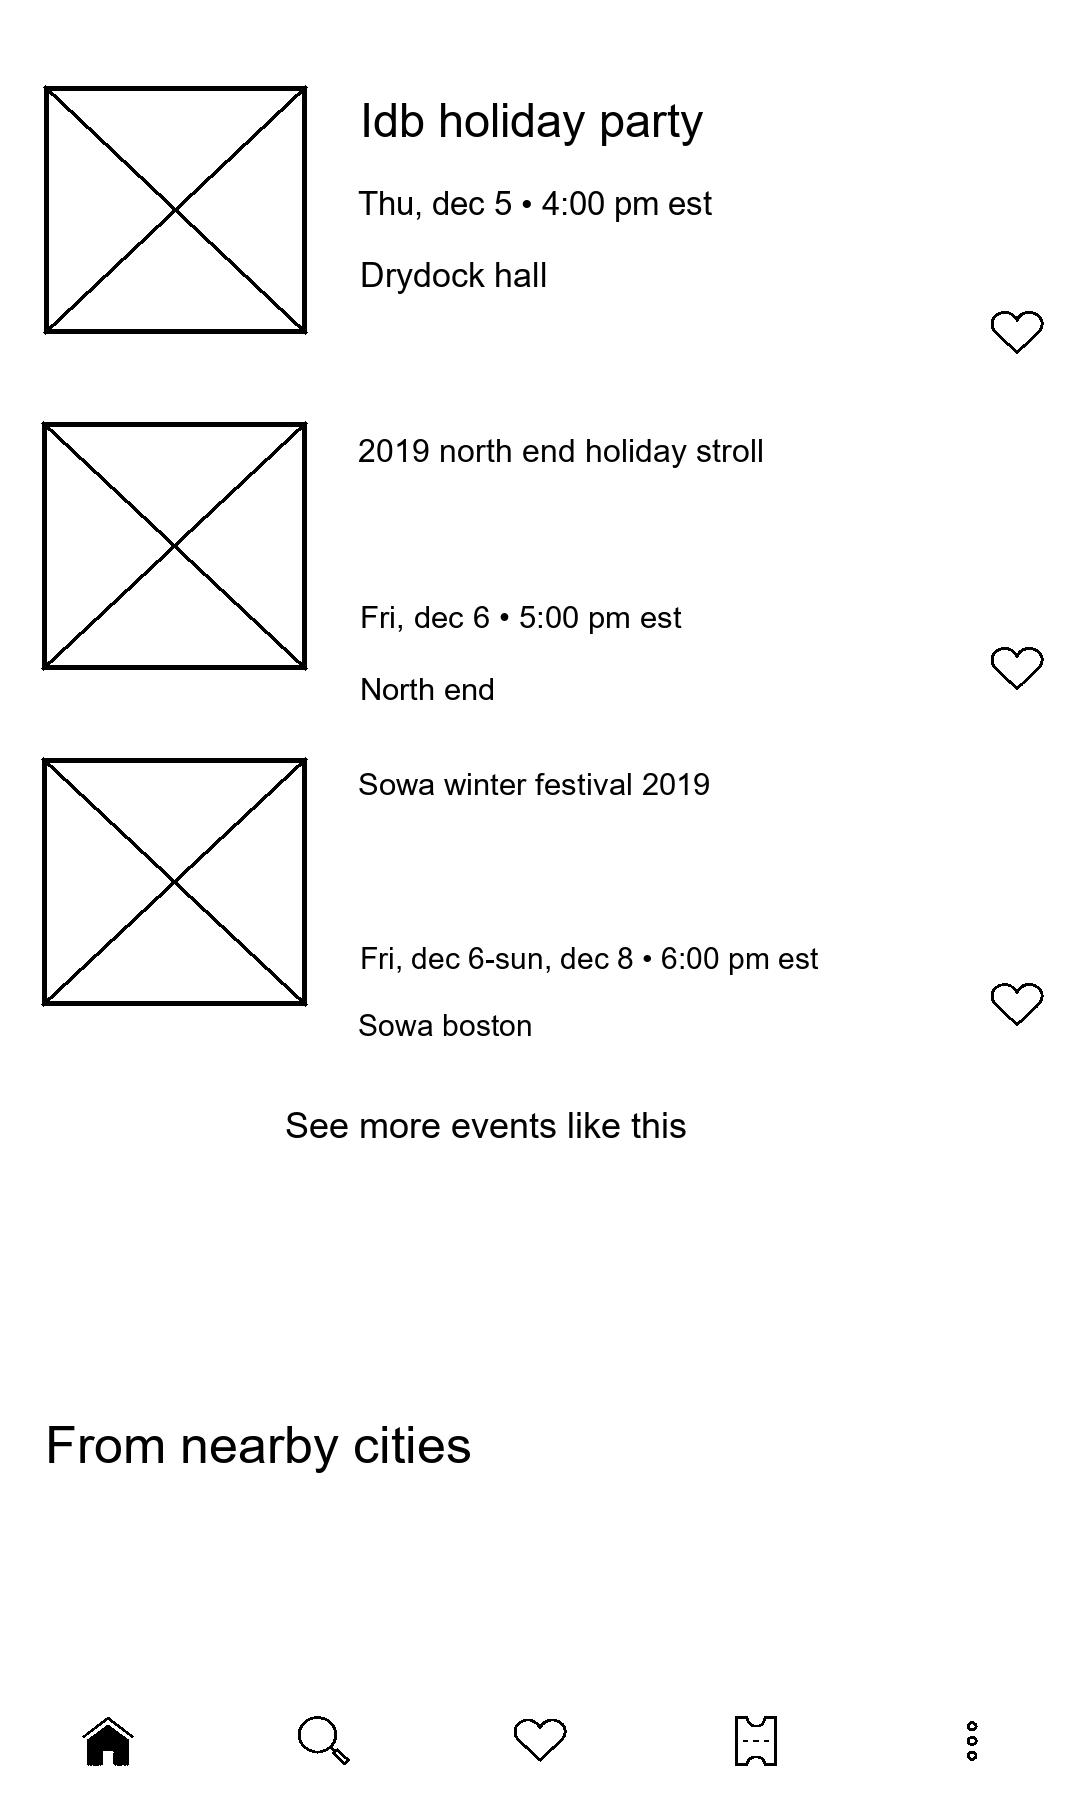 Idb holiday party
Thu, dec 5 • 4:00 pm est
Drydock hall
2019 north end holiday stroll
Fri, dec 6 • 5:00 pm est
North end
Sowa winter festival 2019
Fri, dec 6-sun, dec 8 • 6:00 pm est
Sowa boston
See more events like this
From nearby cities